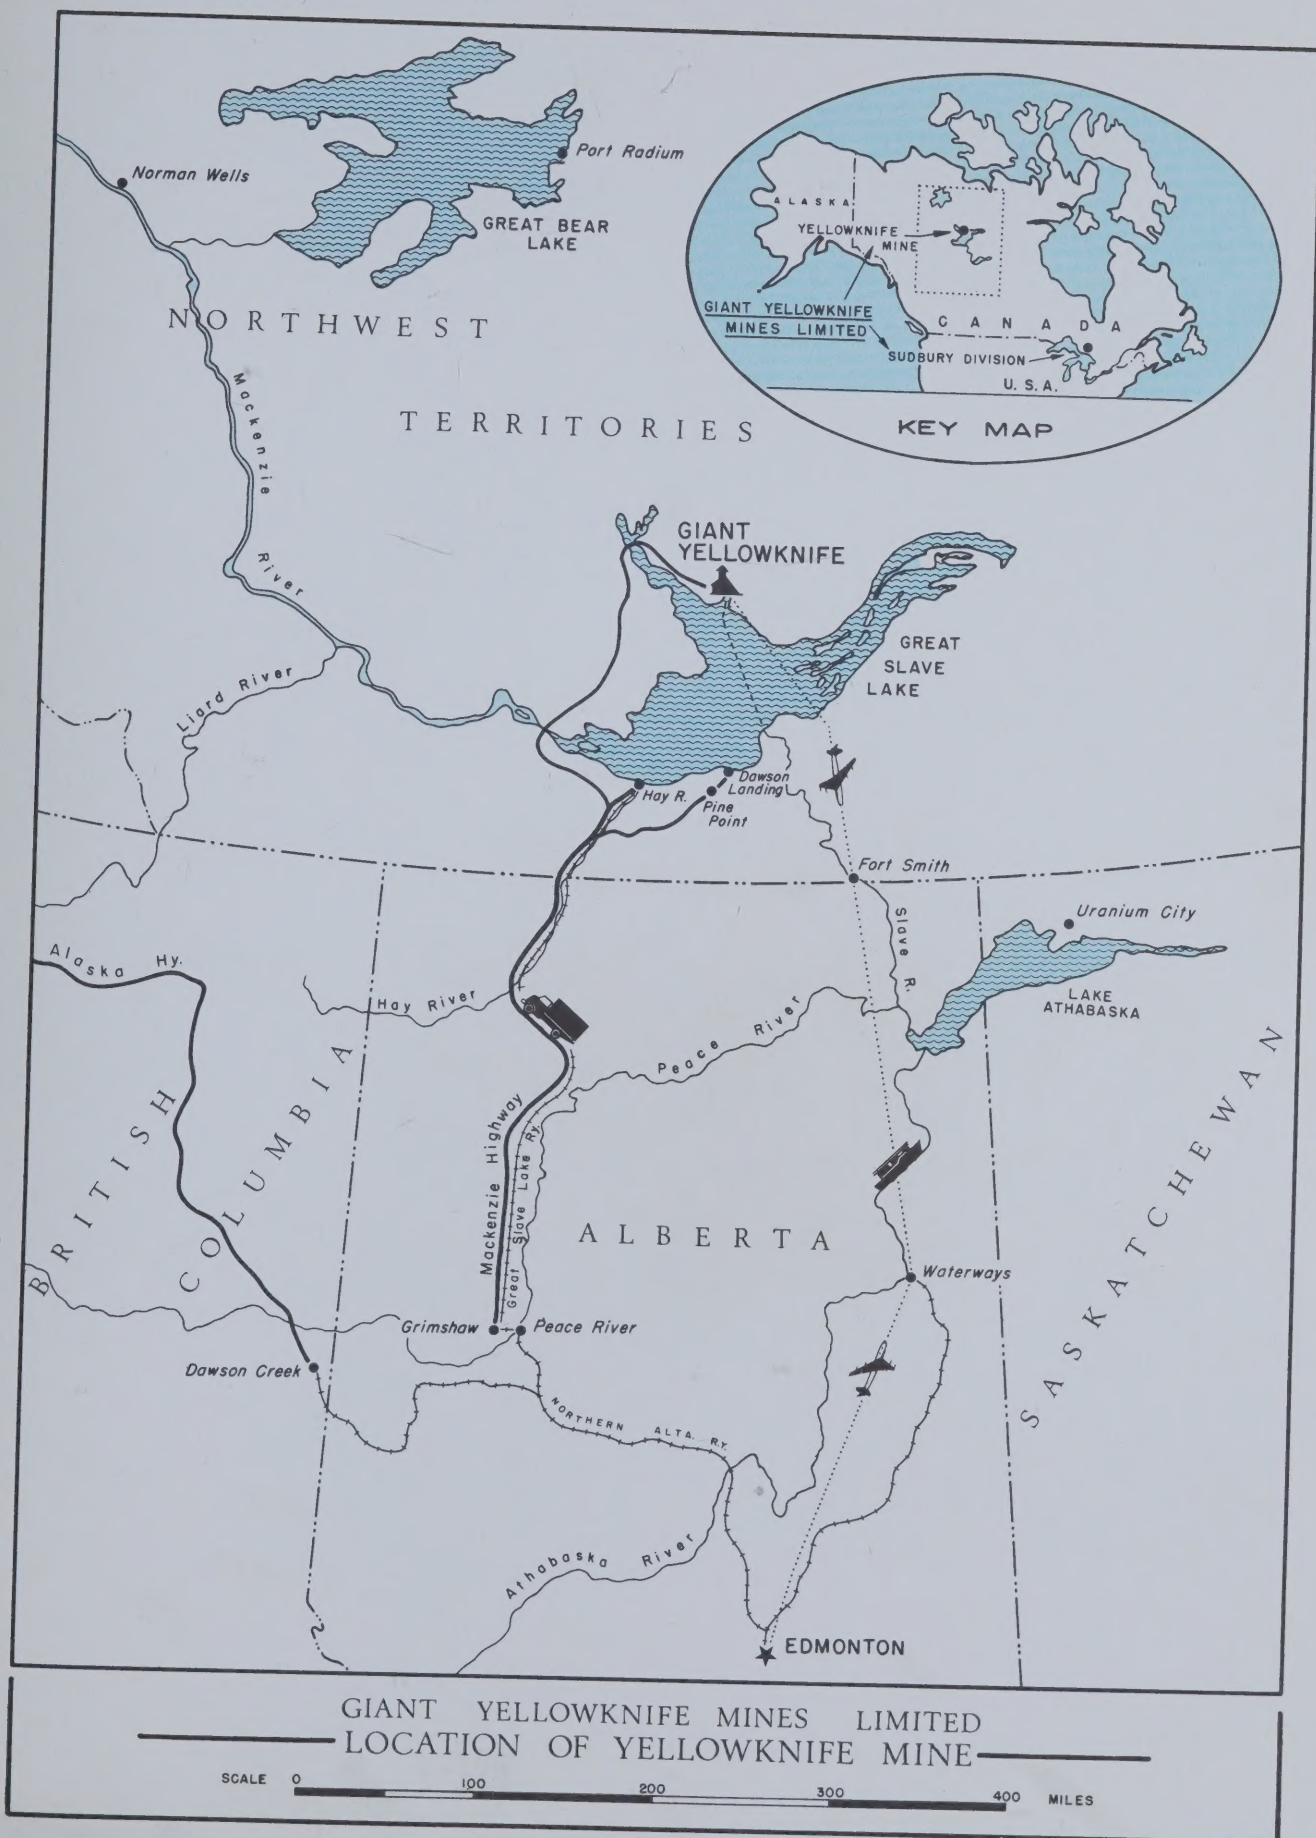 Port Radium
Norman Wells
GREAT BEAR
LAKE
NORTHWEST
TERRITORIES
Mackenzie
River
ALASKA
YELLOWKNIFE
MINE
GIANT YELLOWKNIFE
MINES LIMITED
CANADA
SUDBURY DIVISION
U.S.A.
KEY MAP
GIANT
YELLOWKNIFE
GREAT
SLAVE
LAKE
Liard River
Hay R.
Dawson
Landing
Pine
Point
Fort Smith
Slave R.
Uranium City
LAKE
ATHABASKA
Alaska Hy.
Hay River
Peace River
BRITISH
COLUMBIA
Mackenzie Highway
Great Slave Lake Ry.
ALBERTA
SASKATCHEWAN
Waterways
Grimshaw
Peace River
Dawson Creek
NORTHERN ALTA. RY.
Athabaska River
EDMONTON
GIANT YELLOWKNIFE MINES LIMITED
LOCATION OF YELLOWKNIFE MINE
SCALE 0 100 200 300 400 MILES